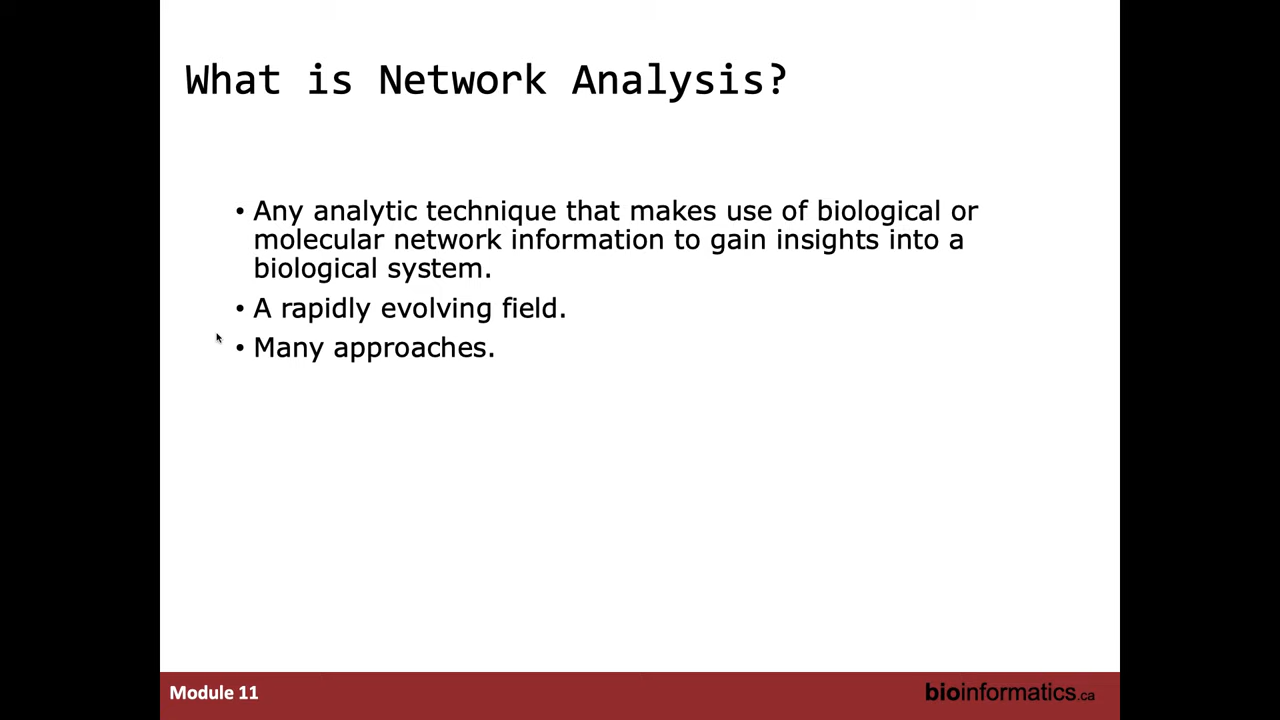 What is Network Analysis?
• Any analytic technique that makes use of biological or
molecular network information to gain insights into a
biological system.
• A rapidly evolving field.
• Many approaches.
Module 11
bioinformatics.ca